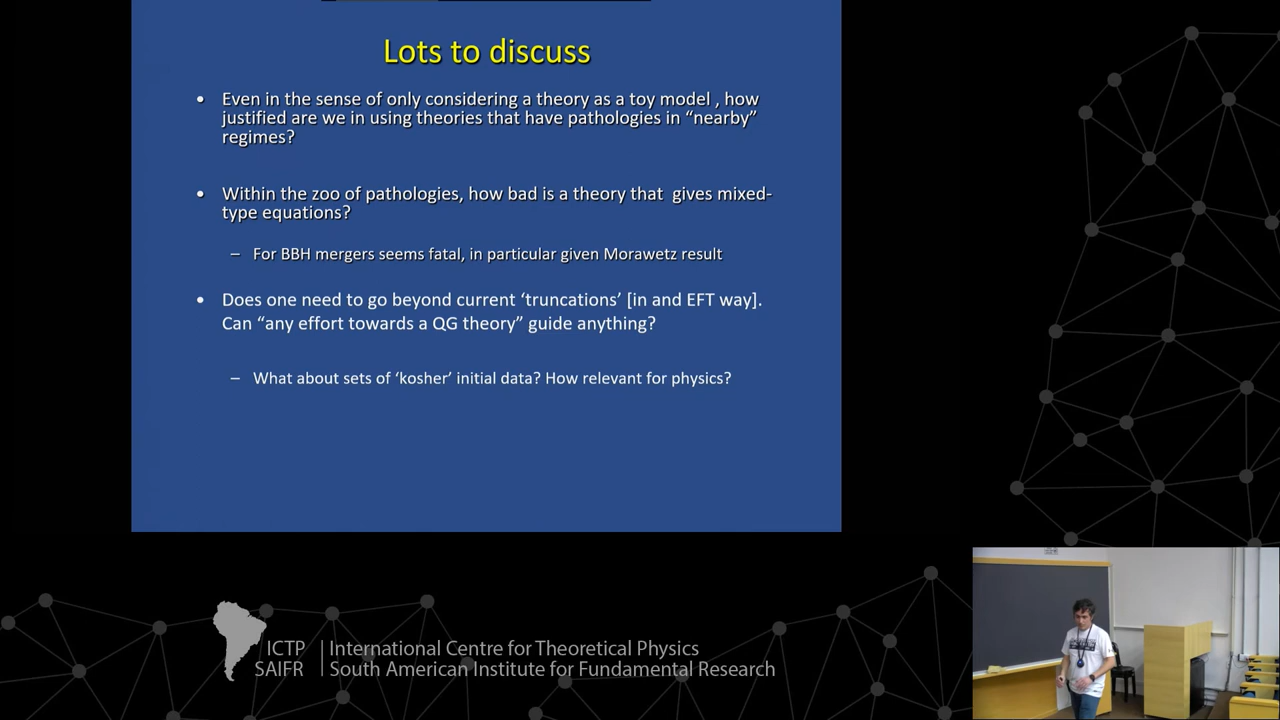 Lots to discuss
• Even in the sense of only considering a theory as a toy model , how
justified are we in using theories that have pathologies in “nearby”
regimes?
• Within the zoo of pathologies, how bad is a theory that  gives mixed-
type equations?
– For BBH mergers seems fatal, in particular given Morawetz result
• Does one need to go beyond current ‘truncations’ [in and EFT way].
Can “any effort towards a QG theory” guide anything?
– What about sets of ‘kosher’ initial data? How relevant for physics?
ICTP | International Centre for Theoretical Physics
SAIFR | South American Institute for Fundamental Research